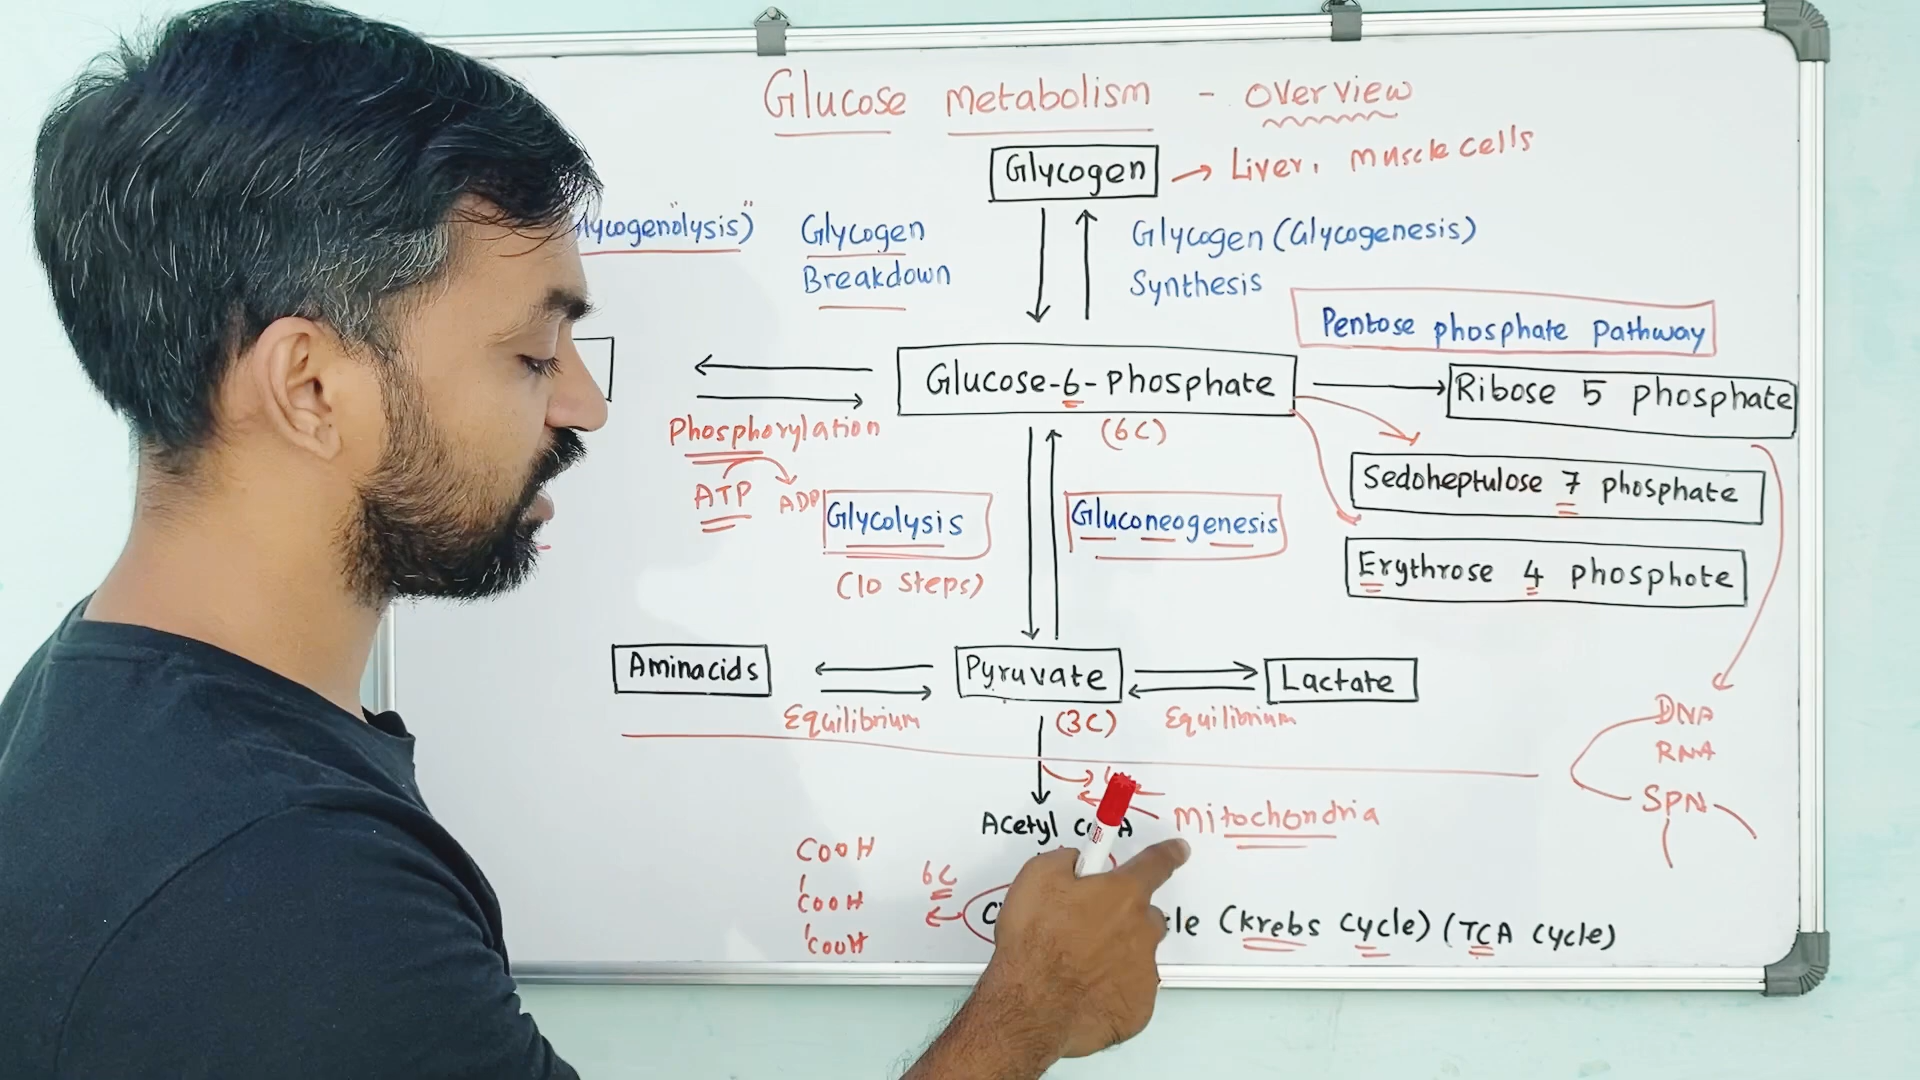 Glucose metabolism - overview
Glycogen → Liver, muscle cells
lycogen"olysis)" Glycogen Breakdown
Glycogen (Glycogenesis) Synthesis
Pentose phosphate pathway
Glucose-6-phosphate
(6C)
Ribose 5 phosphate
Phosphorylation
ATP ADP
Sedoheptulose 7 phosphate
Glycolysis
(10 steps)
Gluconeogenesis
Erythrose 4 phosphote
Aminacids
Equilibrium
Pyruvate
(3C)
Lactate
Equilibrium
DNA
RNA
SPN
Mitochondria
Acetyl
COOH
COOH
COOH
6C
(krebs cycle) (TCA cycle)